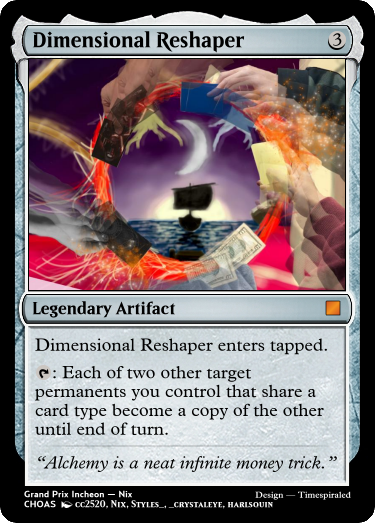 Dimensional Reshaper 3
Legendary Artifact
Dimensional Reshaper enters tapped.
: Each of two other target
permanents you control that share a
card type become a copy of the other
until end of turn.
“Alchemy is a neat infinite money trick.”
Grand Prix Incheon — Nix
Design — Timespiraled
CHOAS cc2520, Nix, Styles_, _crystaleye, harlsouin